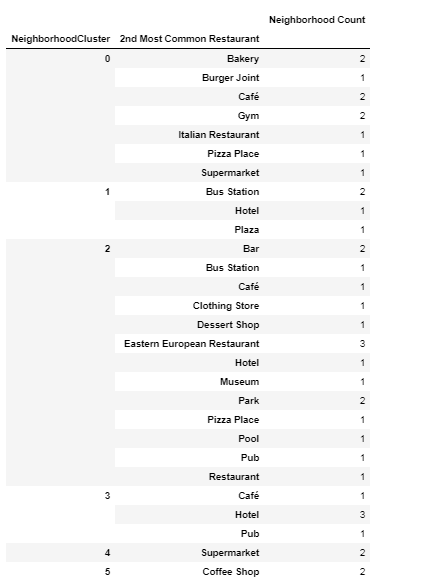 Neighborhood Count
NeighborhoodCluster 2nd Most Common Restaurant
0 Bakery 2
Burger Joint 1
Café 2
Gym 2
Italian Restaurant 1
Pizza Place 1
Supermarket 1
1 Bus Station 2
Hotel 1
Plaza 1
2 Bar 2
Bus Station 1
Café 1
Clothing Store 1
Dessert Shop 1
Eastern European Restaurant 3
Hotel 1
Museum 1
Park 2
Pizza Place 1
Pool 1
Pub 1
Restaurant 1
3 Café 1
Hotel 3
Pub 1
4 Supermarket 2
5 Coffee Shop 2